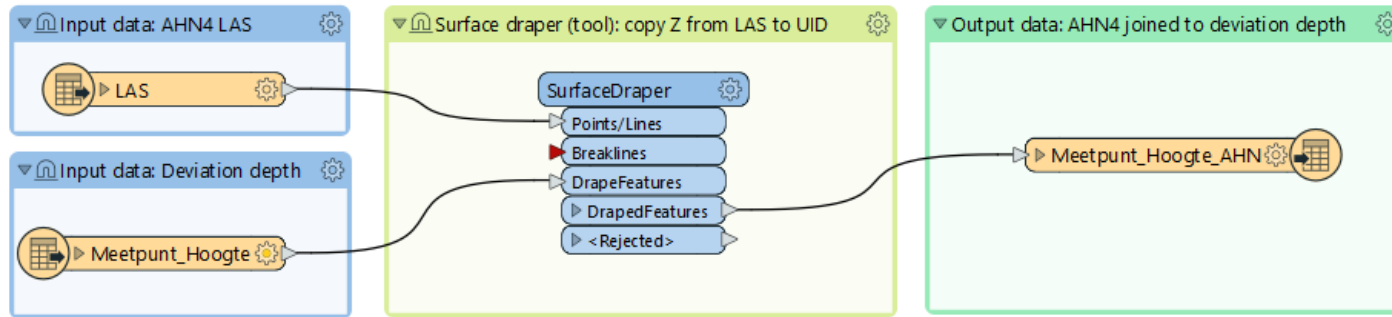 Input data: AHN4 LAS
LAS
Input data: Deviation depth
Meetpunt_Hoogte
Surface draper (tool): copy Z from LAS to UID
SurfaceDraper
Points/Lines
Breaklines
DrapeFeatures
DrapedFeatures
<Rejected>
Output data: AHN4 joined to deviation depth
Meetpunt_Hoogte_AHN